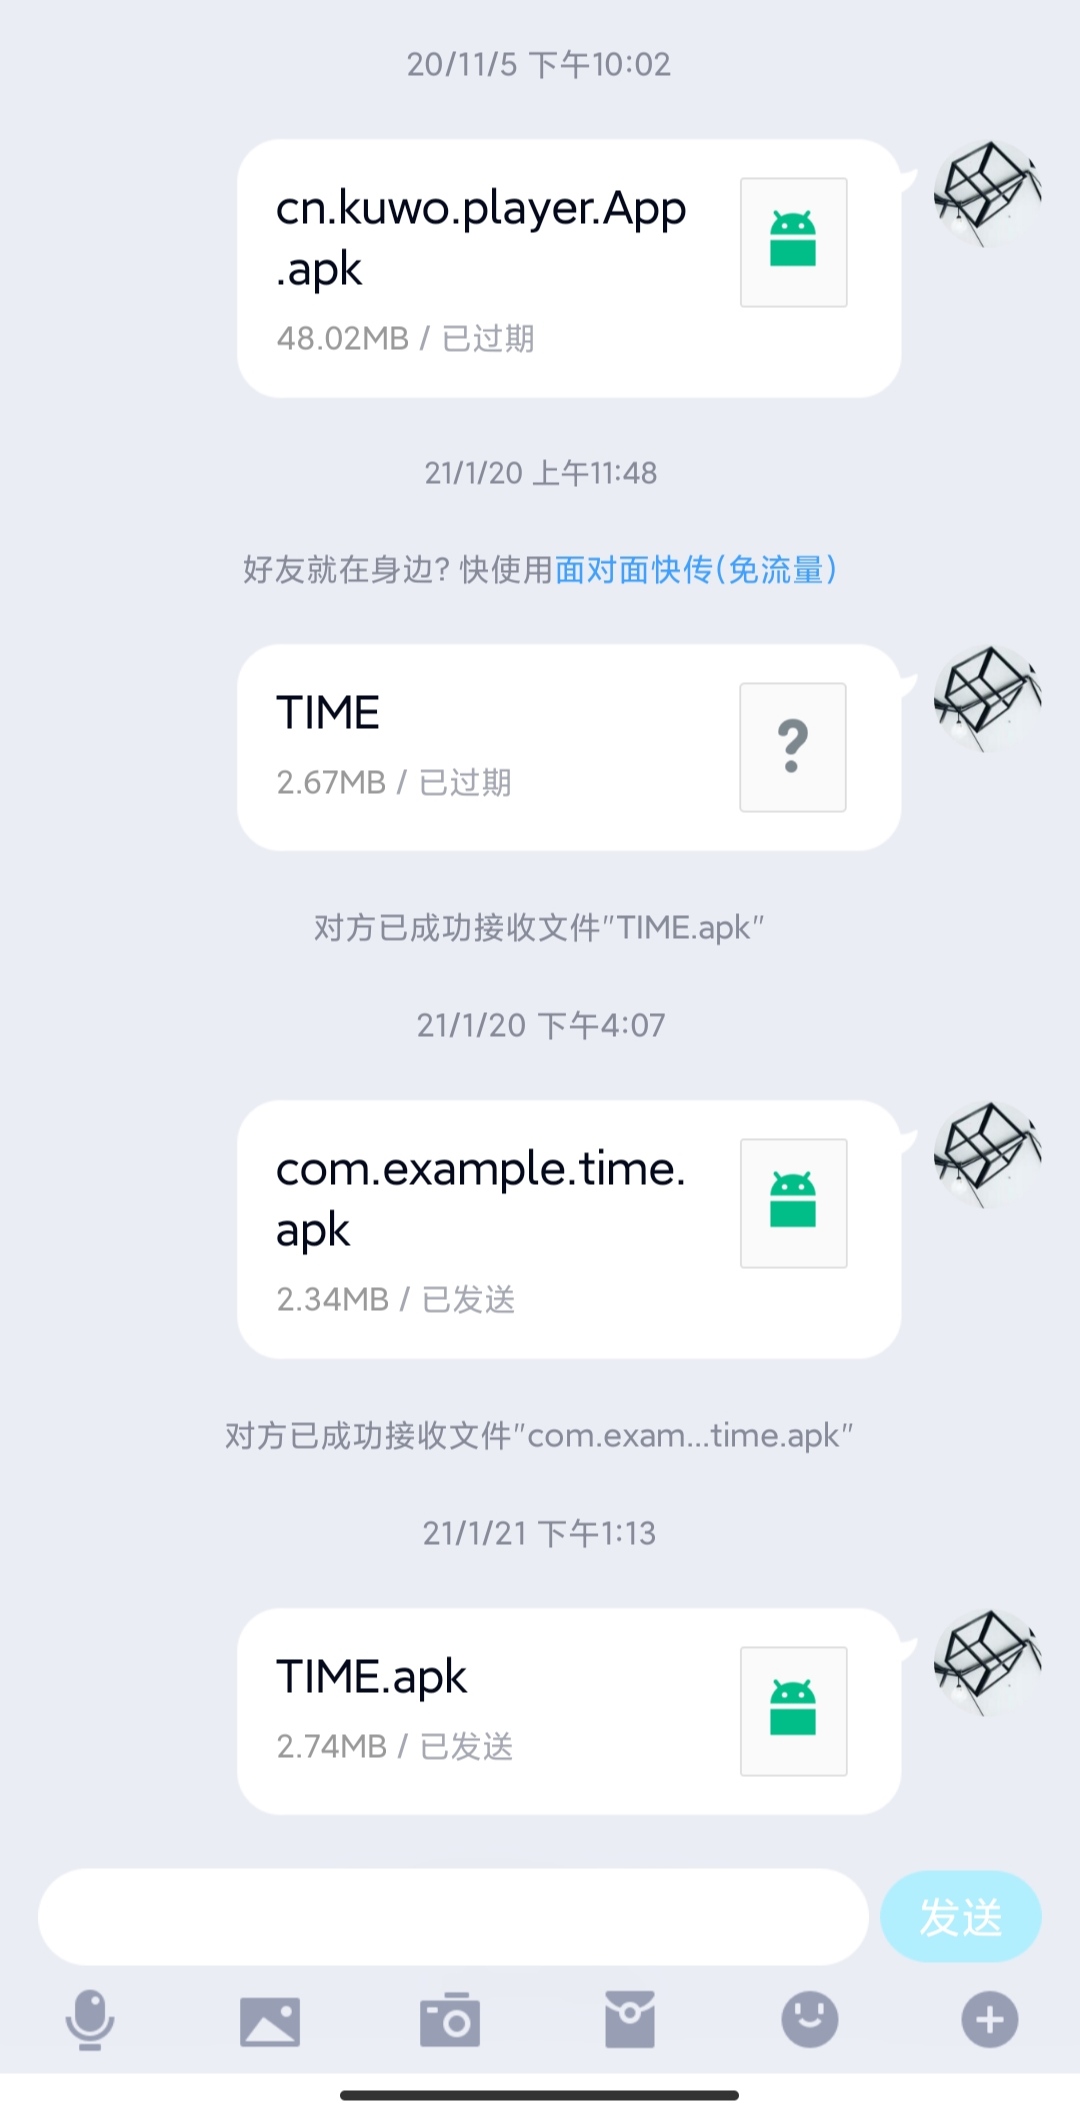 20/11/5 下午10:02
cn.kuwo.player.App
.apk
48.02MB / 已过期
21/1/20 上午11:48
好友就在身边? 快使用面对面快传(免流量)
TIME
2.67MB / 已过期
对方已成功接收文件"TIME.apk"
21/1/20 下午4:07
com.example.time.
apk
2.34MB / 已发送
对方已成功接收文件"com.exam...time.apk"
21/1/21 下午1:13
TIME.apk
2.74MB / 已发送
发送